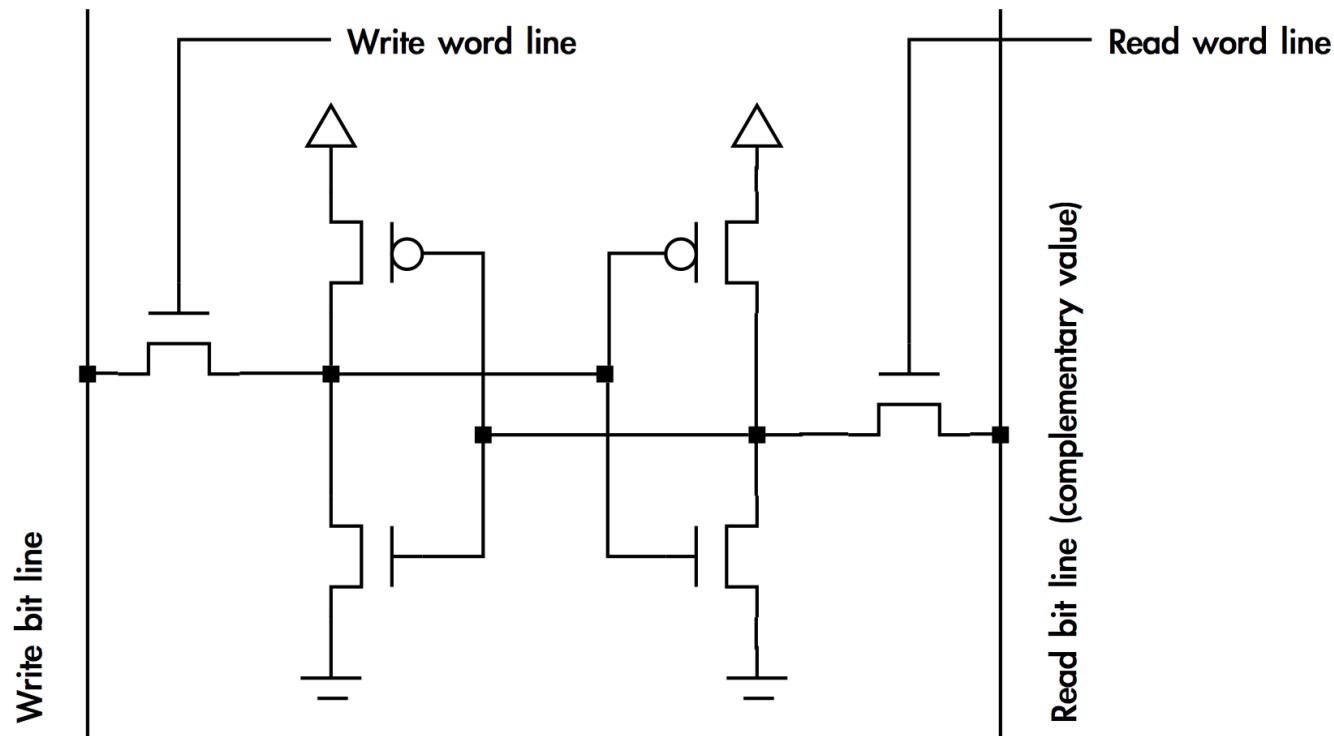 Write word line
Read word line
Write bit line
Read bit line (complementary value)